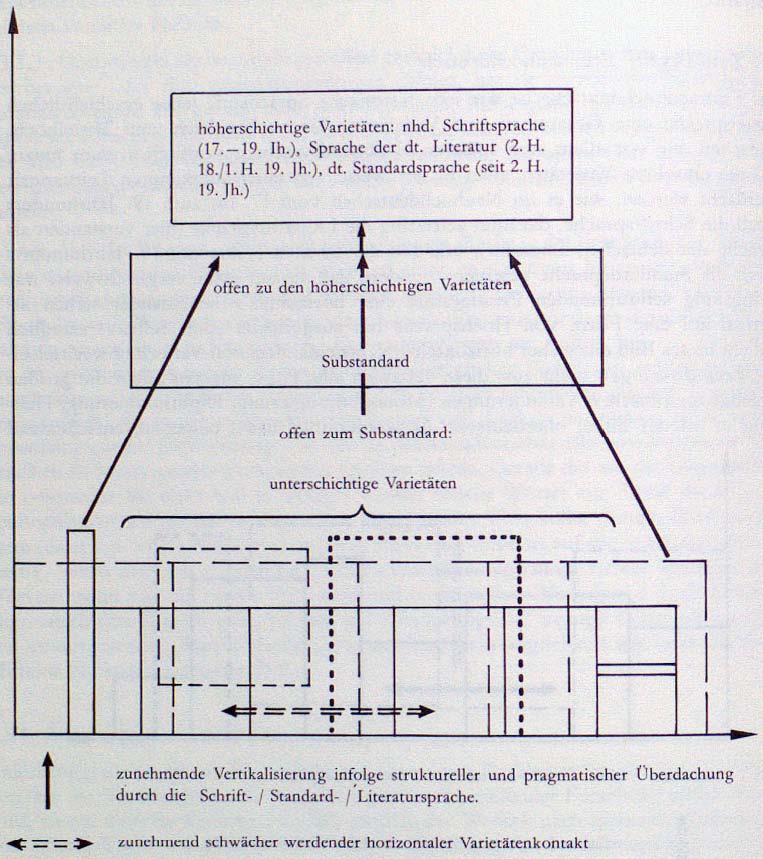 höherschichtige Varietäten: nhd. Schriftsprache
(17.—19. Ih.), Sprache der dt. Literatur (2. H.
18./1. H. 19. Jh.), dt. Standardsprache (seit 2. H.
19. Jh.)
offen zu den höherschichtigen Varietäten
Substandard
offen zum Substandard:
unterschichtige Varietäten
zunehmende Vertikalisierung infolge struktureller und pragmatischer Überdachung
durch die Schrift- / Standard- / Literatursprache.
zunehmend schwächer werdender horizontaler Varietätenkontakt